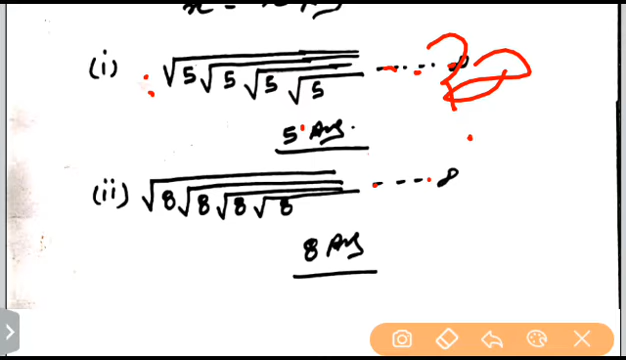 (i) √5√5√5√5 ------ ∞
5 Ans.
(ii) √8√8√8√8 ----- ∞
8 Ans